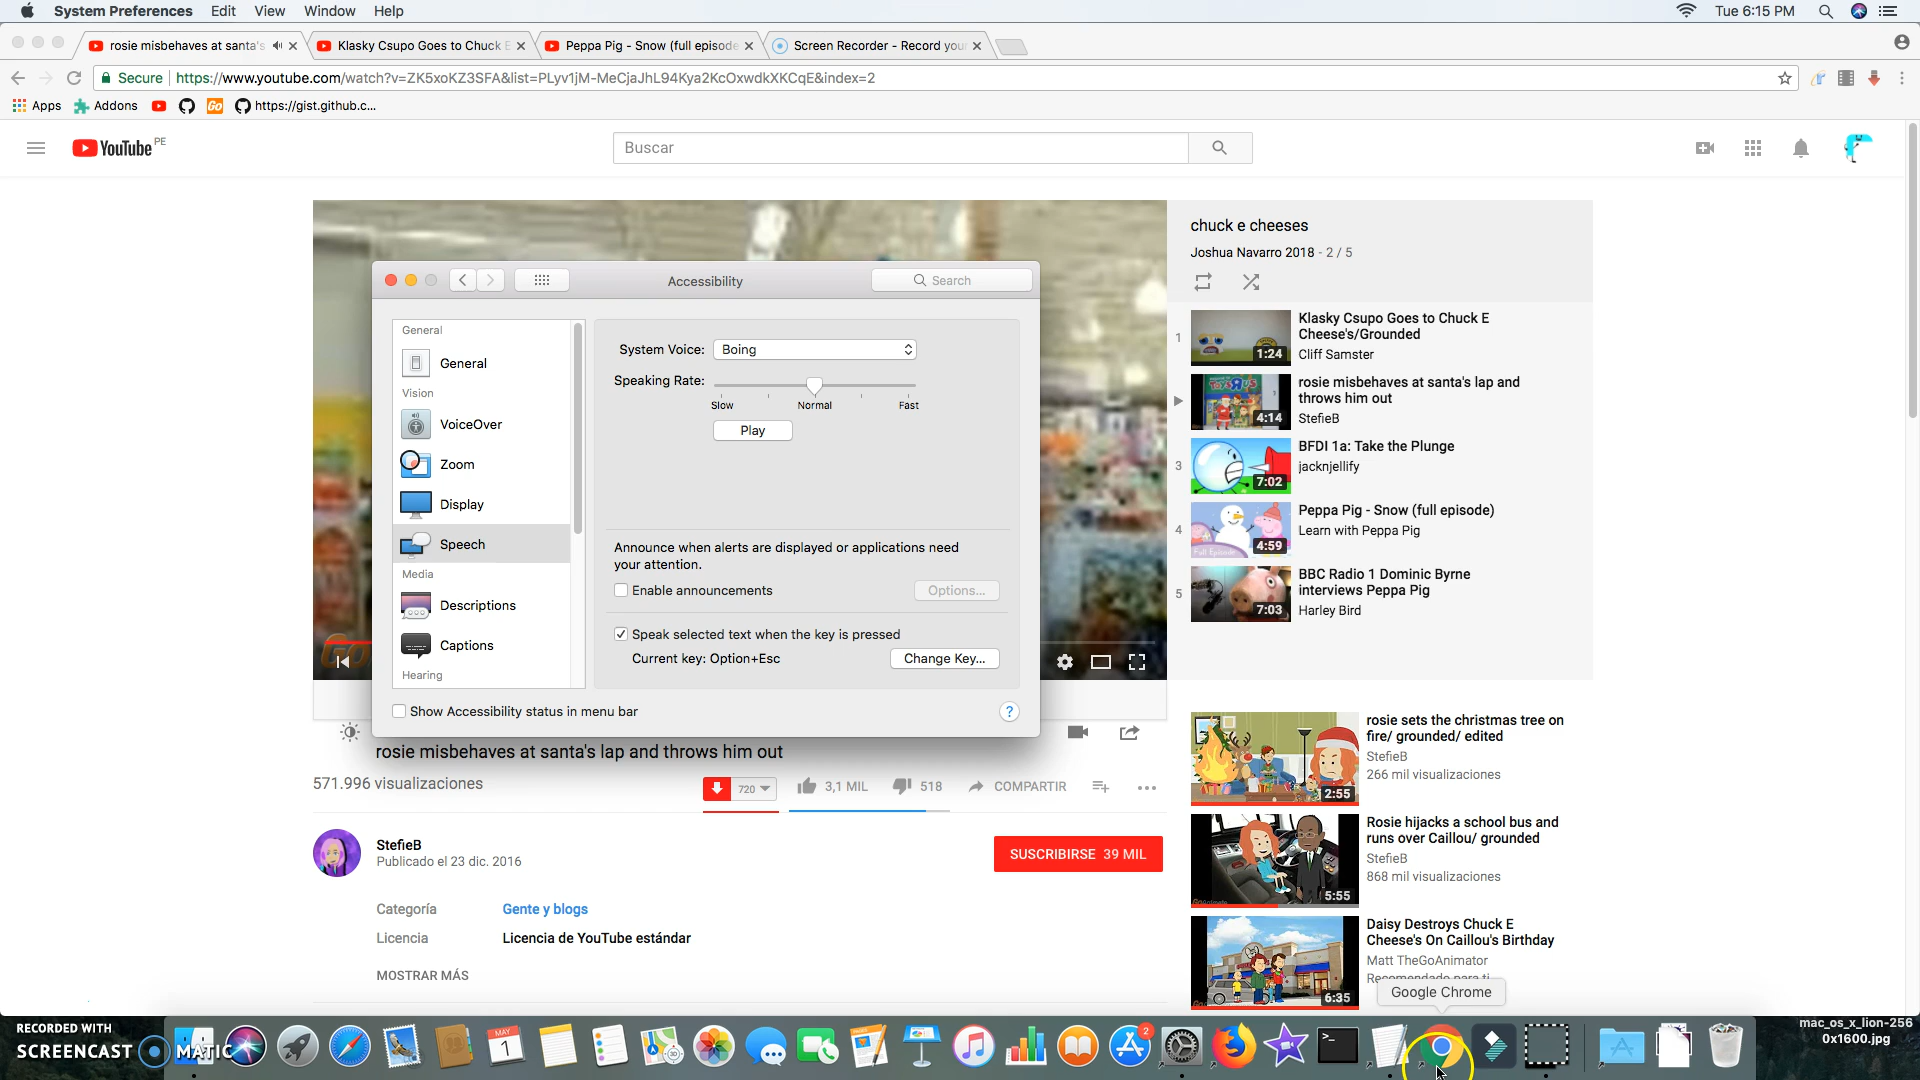 System Preferences Edit View Window Help
Tue 6:15 PM
rosie misbehaves at santa's
Klasky Csupo Goes to Chuck E
Peppa Pig - Snow (full episode
Screen Recorder - Record your
Secure https://www.youtube.com/watch?v=ZK5xoKZ3SFA&list=PLyv1jM-MeCjaJhL94Kya2KcOxwdkXKCqE&index=2
Apps Addons Go https://gist.github.c...
YouTube PE
Buscar
chuck e cheeses
Joshua Navarro 2018 - 2 / 5
1
Klasky Csupo Goes to Chuck E
Cheese's/Grounded
Cliff Samster
1:24
rosie misbehaves at santa's lap and
throws him out
StefieB
TOYS R US
4:14
3
BFDI 1a: Take the Plunge
jacknjellify
7:02
4
Peppa Pig - Snow (full episode)
Learn with Peppa Pig
Full Episode
4:59
5
BBC Radio 1 Dominic Byrne
interviews Peppa Pig
Harley Bird
7:03
Accessibility
Search
General
General
Vision
VoiceOver
Zoom
Display
Speech
Media
Descriptions
Captions
Hearing
System Voice: Boing
Speaking Rate:
Slow Normal Fast
Play
Announce when alerts are displayed or applications need
your attention.
Enable announcements
Options...
Speak selected text when the key is pressed
Current key: Option+Esc
Change Key...
Show Accessibility status in menu bar
?
Go
rosie misbehaves at santa's lap and throws him out
571.996 visualizaciones
720 3,1 MIL 518 COMPARTIR
StefieB
Publicado el 23 dic. 2016
SUSCRIBIRSE 39 MIL
Categoría Gente y blogs
Licencia Licencia de YouTube estándar
MOSTRAR MÁS
rosie sets the christmas tree on
fire/ grounded/ edited
StefieB
266 mil visualizaciones
2:55
Rosie hijacks a school bus and
runs over Caillou/ grounded
StefieB
868 mil visualizaciones
5:55
Daisy Destroys Chuck E
Cheese's On Caillou's Birthday
Matt TheGoAnimator
Recomendado para ti
6:35
Google Chrome
RECORDED WITH
SCREENCAST MATIC
MAY
1
2
mac_os_x_lion-256
0x1600.jpg